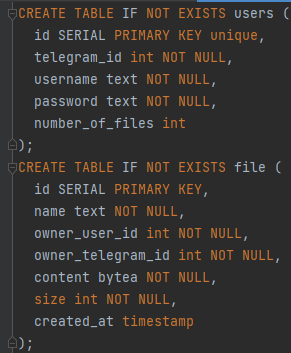 CREATE TABLE IF NOT EXISTS users (
id SERIAL PRIMARY KEY unique,
telegram_id int NOT NULL,
username text NOT NULL,
password text NOT NULL,
number_of_files int
);
CREATE TABLE IF NOT EXISTS file (
id SERIAL PRIMARY KEY,
name text NOT NULL,
owner_user_id int NOT NULL,
owner_telegram_id int NOT NULL,
content bytea NOT NULL,
size int NOT NULL,
created_at timestamp
);